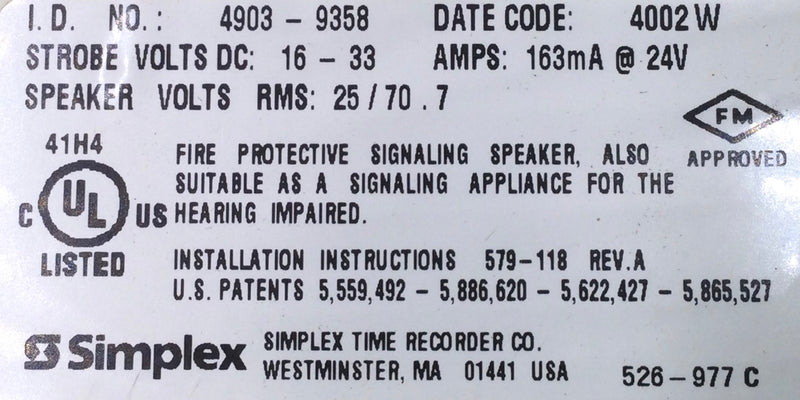 I.D. NO.: 4903 - 9358 DATE CODE: 4002W
STROBE VOLTS DC: 16 - 33 AMPS: 163mA @ 24V
SPEAKER VOLTS RMS: 25 / 70.7
FM
APPROVED
41H4
C UL US
LISTED
FIRE PROTECTIVE SIGNALING SPEAKER, ALSO
SUITABLE AS A SIGNALING APPLIANCE FOR THE
HEARING IMPAIRED.
INSTALLATION INSTRUCTIONS 579-118 REV.A
U.S. PATENTS 5,559,492 - 5,886,620 - 5,622,427 - 5,865,527
Simplex
SIMPLEX TIME RECORDER CO.
WESTMINSTER, MA 01441 USA
526-977 C